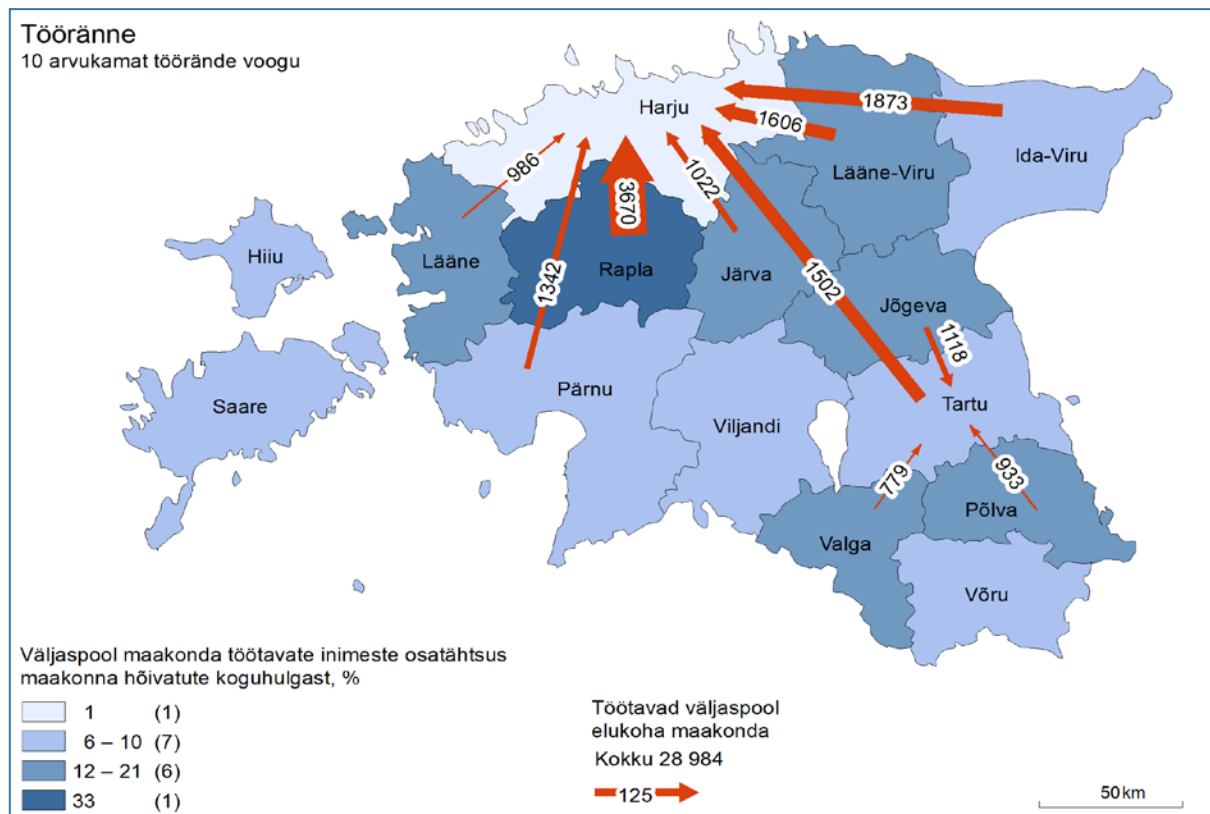 Tööränne
10 arvukamat töörände voogu
Harju
1873
1606
Ida-Viru
986
1022
Lääne-Viru
3670
Hiiu
Lääne
1342
Rapla
Järva
1502
Jõgeva
1118
Saare
Pärnu
Viljandi
Tartu
779
933
Põlva
Valga
Võru
Väljaspool maakonda töötavate inimeste osatähtsus
maakonna hõivatute koguhulgast, %
1 (1)
6 – 10 (7)
12 – 21 (6)
33 (1)
Töötavad väljaspool
elukoha maakonda
Kokku 28 984
125
50 km